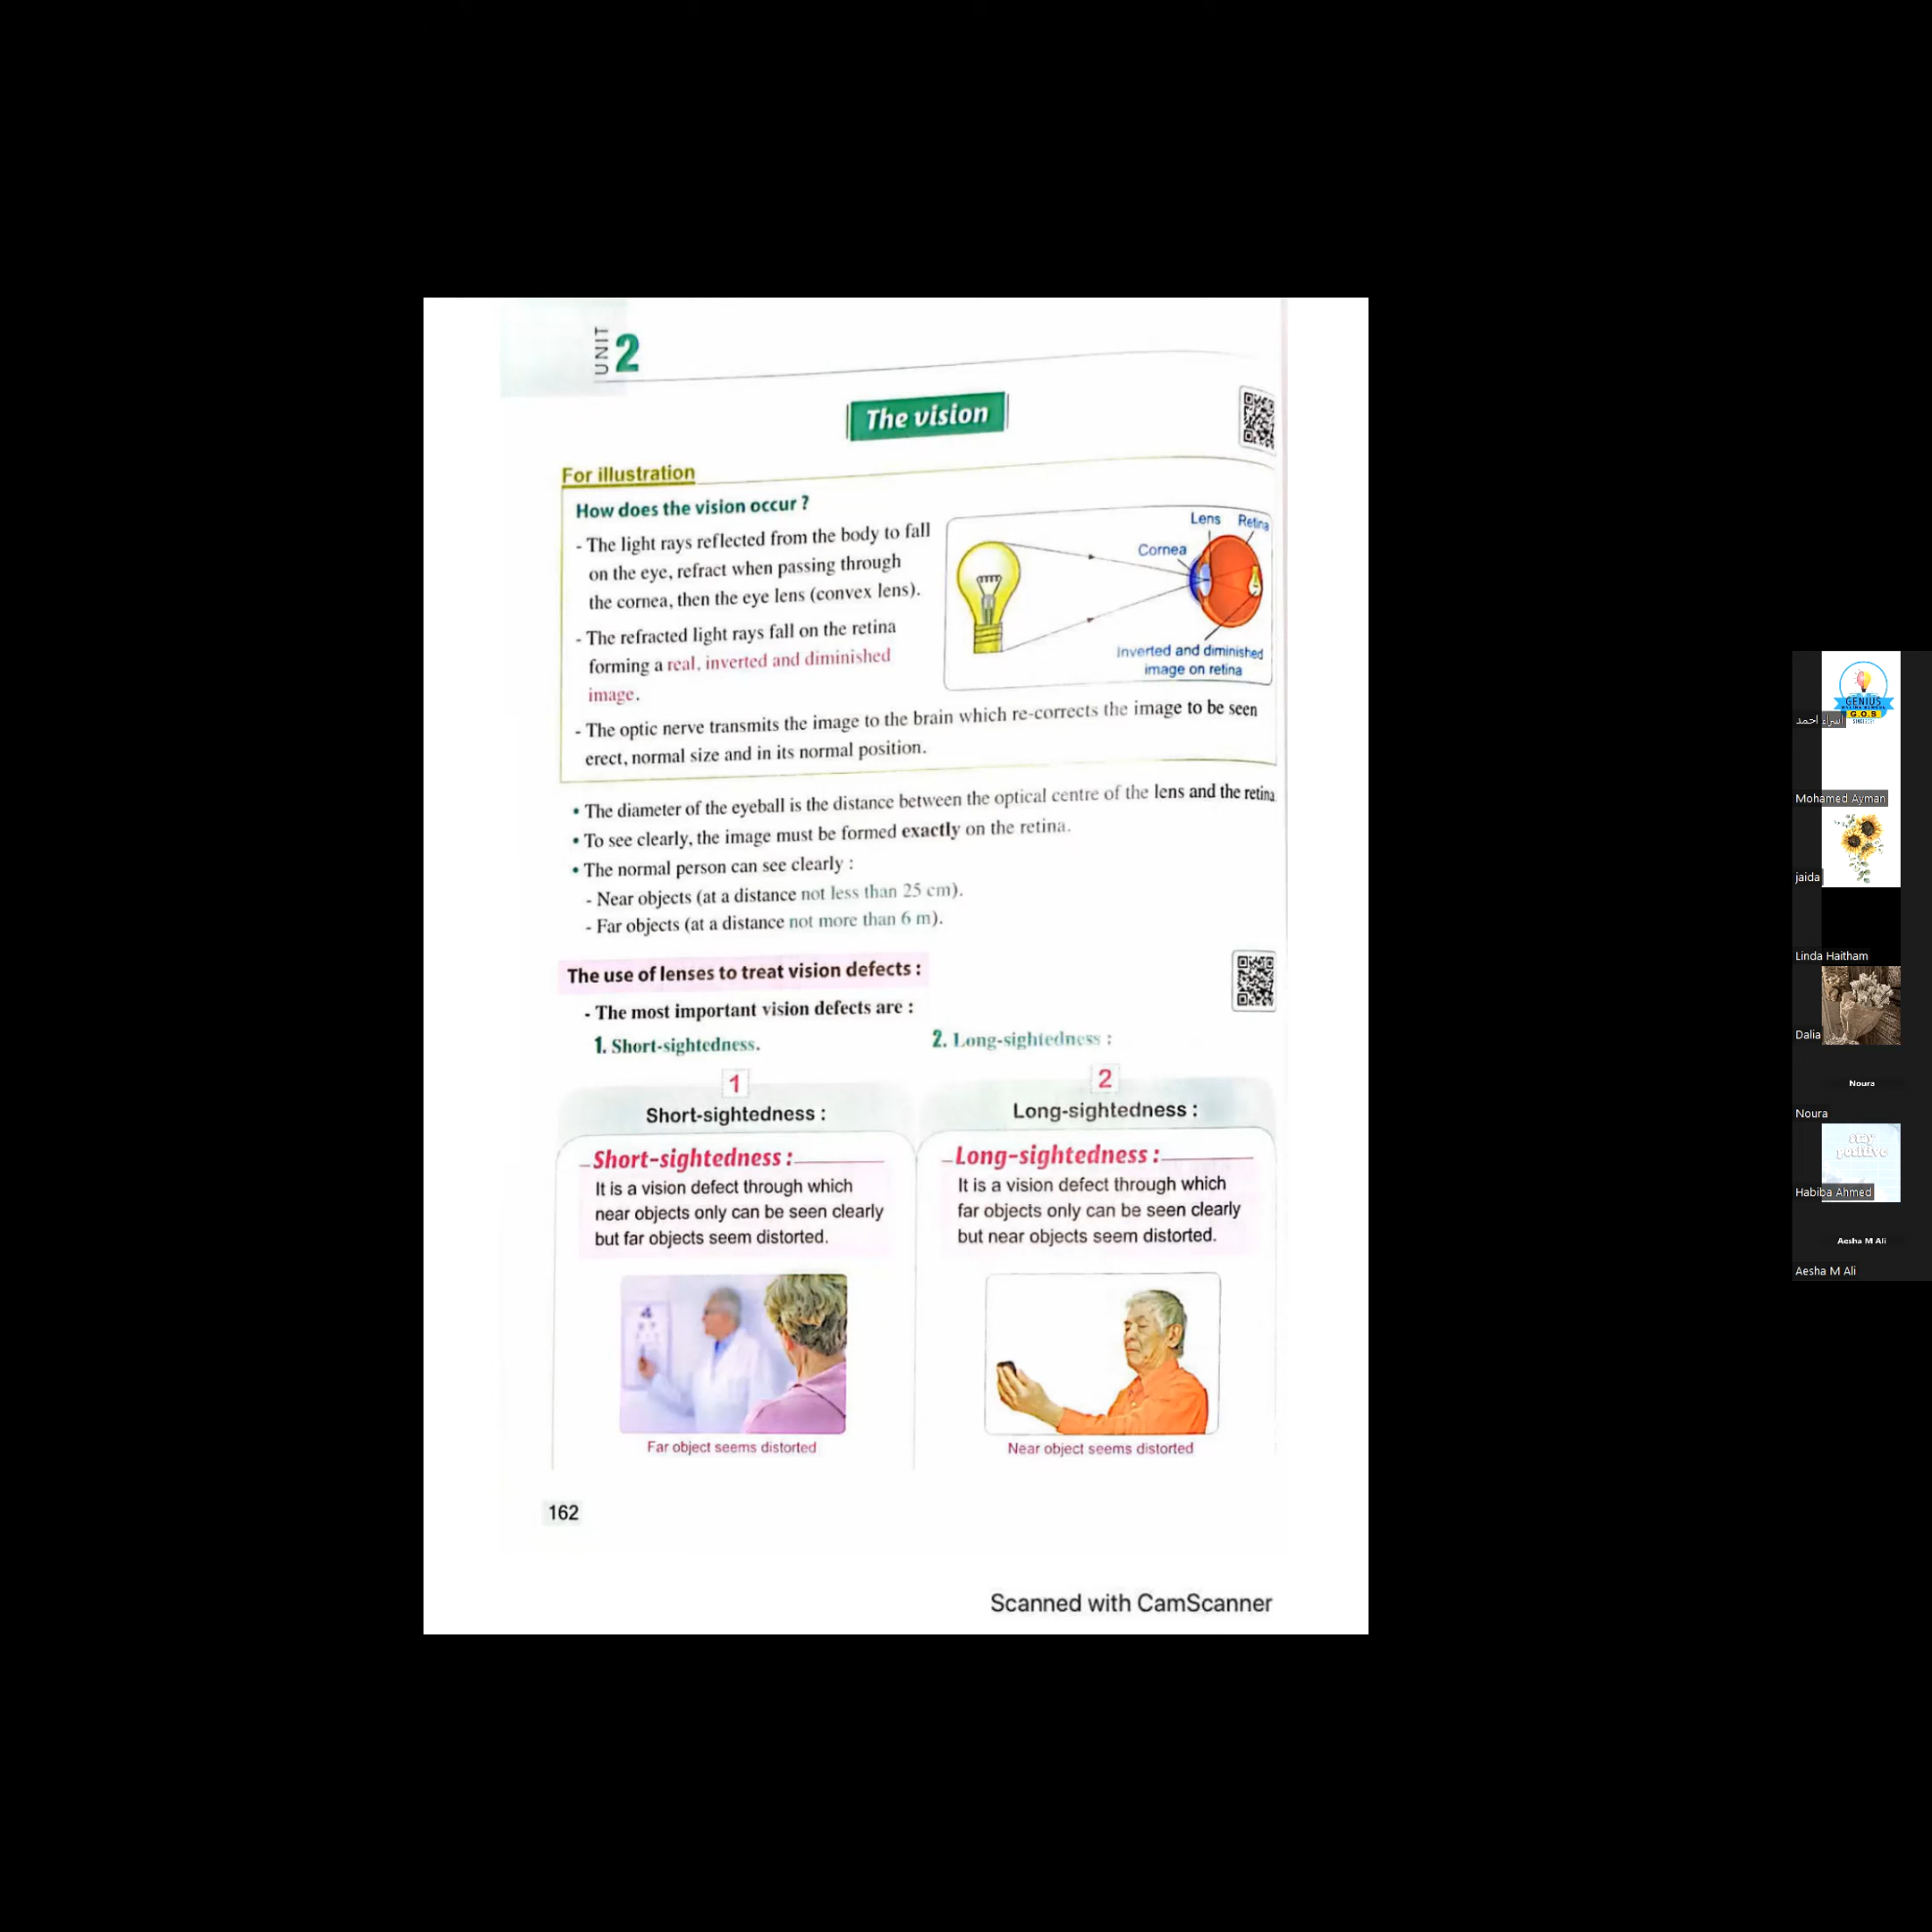 UNIT 2
The vision
For illustration
How does the vision occur ?
- The light rays reflected from the body to fall
on the eye, refract when passing through
the cornea, then the eye lens (convex lens).
- The refracted light rays fall on the retina
forming a real, inverted and diminished
image.
Lens Retina
Cornea
Inverted and diminished
image on retina
- The optic nerve transmits the image to the brain which re-corrects the image to be seen
erect, normal size and in its normal position.
• The diameter of the eyeball is the distance between the optical centre of the lens and the retina
• To see clearly, the image must be formed exactly on the retina.
• The normal person can see clearly :
- Near objects (at a distance not less than 25 cm).
- Far objects (at a distance not more than 6 m).
The use of lenses to treat vision defects :
- The most important vision defects are :
1. Short-sightedness.
2. Long-sightedness :
1
Short-sightedness :
Short-sightedness :
It is a vision defect through which
near objects only can be seen clearly
but far objects seem distorted.
Far object seems distorted
2
Long-sightedness :
Long-sightedness :
It is a vision defect through which
far objects only can be seen clearly
but near objects seem distorted.
Near object seems distorted
162
Scanned with CamScanner
GENIUS
G.O.S
اسراء احمد
Mohamed Ayman
jaida
Linda Haitham
Dalia
Noura
Noura
stay
positive
Habiba Ahmed
Aesha M Ali
Aesha M Ali